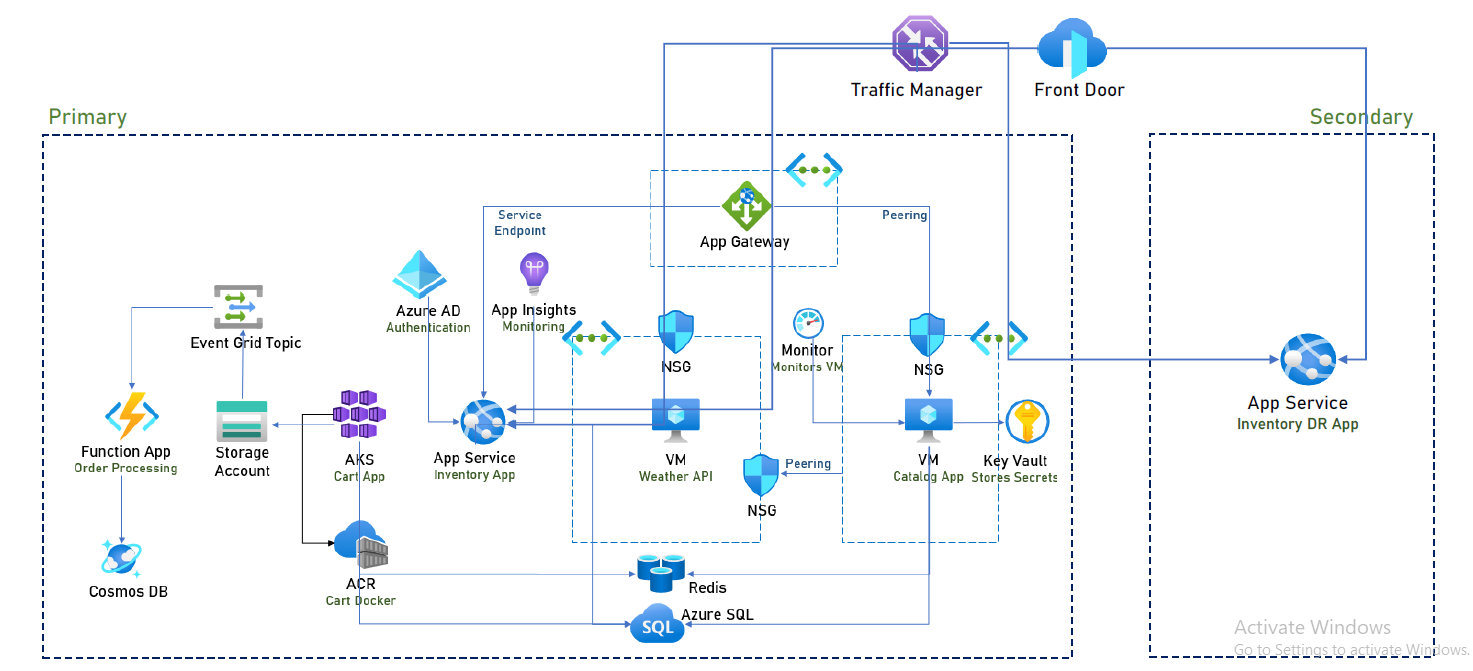 Traffic Manager
Front Door
Primary
Secondary
App Gateway
Service
Endpoint
Peering
Azure AD
Authentication
App Insights
Monitoring
Event Grid Topic
NSG
Monitor
Monitors VM
NSG
App Service
Inventory DR App
Function App
Order Processing
Storage
Account
AKS
Cart App
App Service
Inventory App
VM
Weather API
Peering
NSG
VM
Catalog App
Key Vault
Stores Secrets
Cosmos DB
ACR
Cart Docker
Redis
SQL
Azure SQL
Activate Windows
Go to Settings to activate Windows.